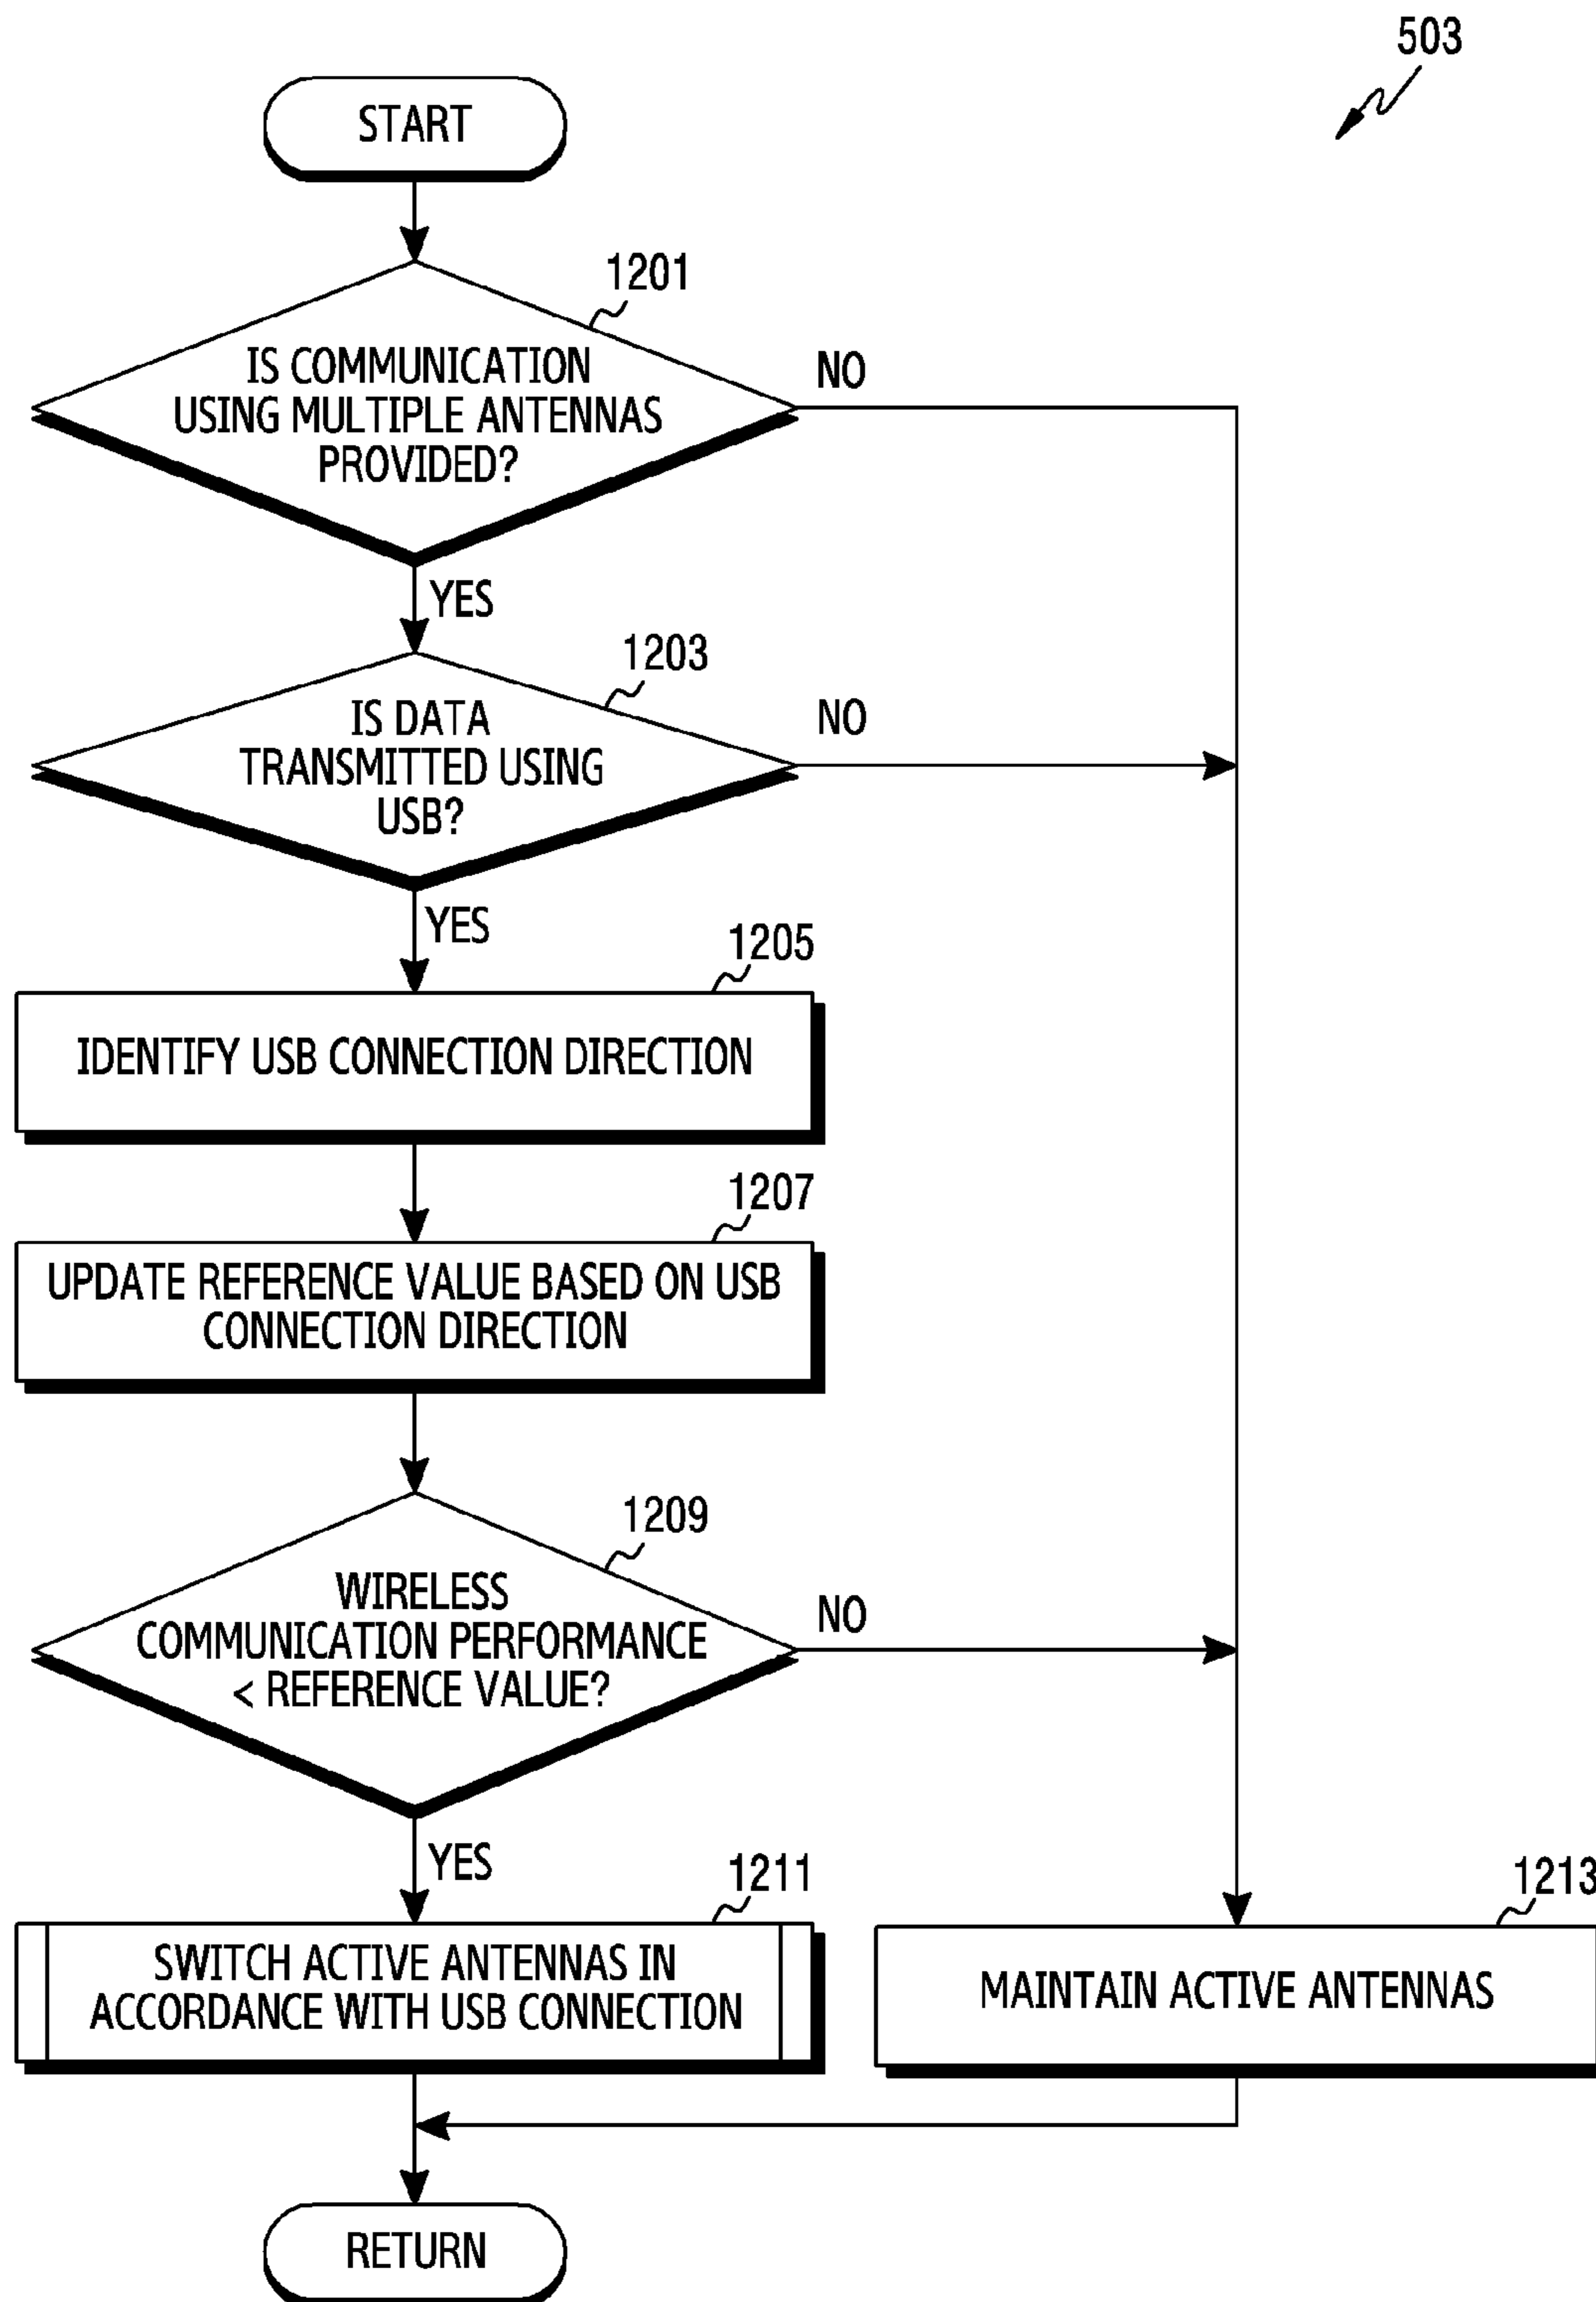 503
START
1201
IS COMMUNICATION
USING MULTIPLE ANTENNAS
PROVIDED?
NO
YES
1203
IS DATA
TRANSMITTED USING
USB?
NO
YES
1205
IDENTIFY USB CONNECTION DIRECTION
1207
UPDATE REFERENCE VALUE BASED ON USB
CONNECTION DIRECTION
1209
WIRELESS
COMMUNICATION PERFORMANCE
< REFERENCE VALUE?
NO
YES
1211
SWITCH ACTIVE ANTENNAS IN
ACCORDANCE WITH USB CONNECTION
1213
MAINTAIN ACTIVE ANTENNAS
RETURN